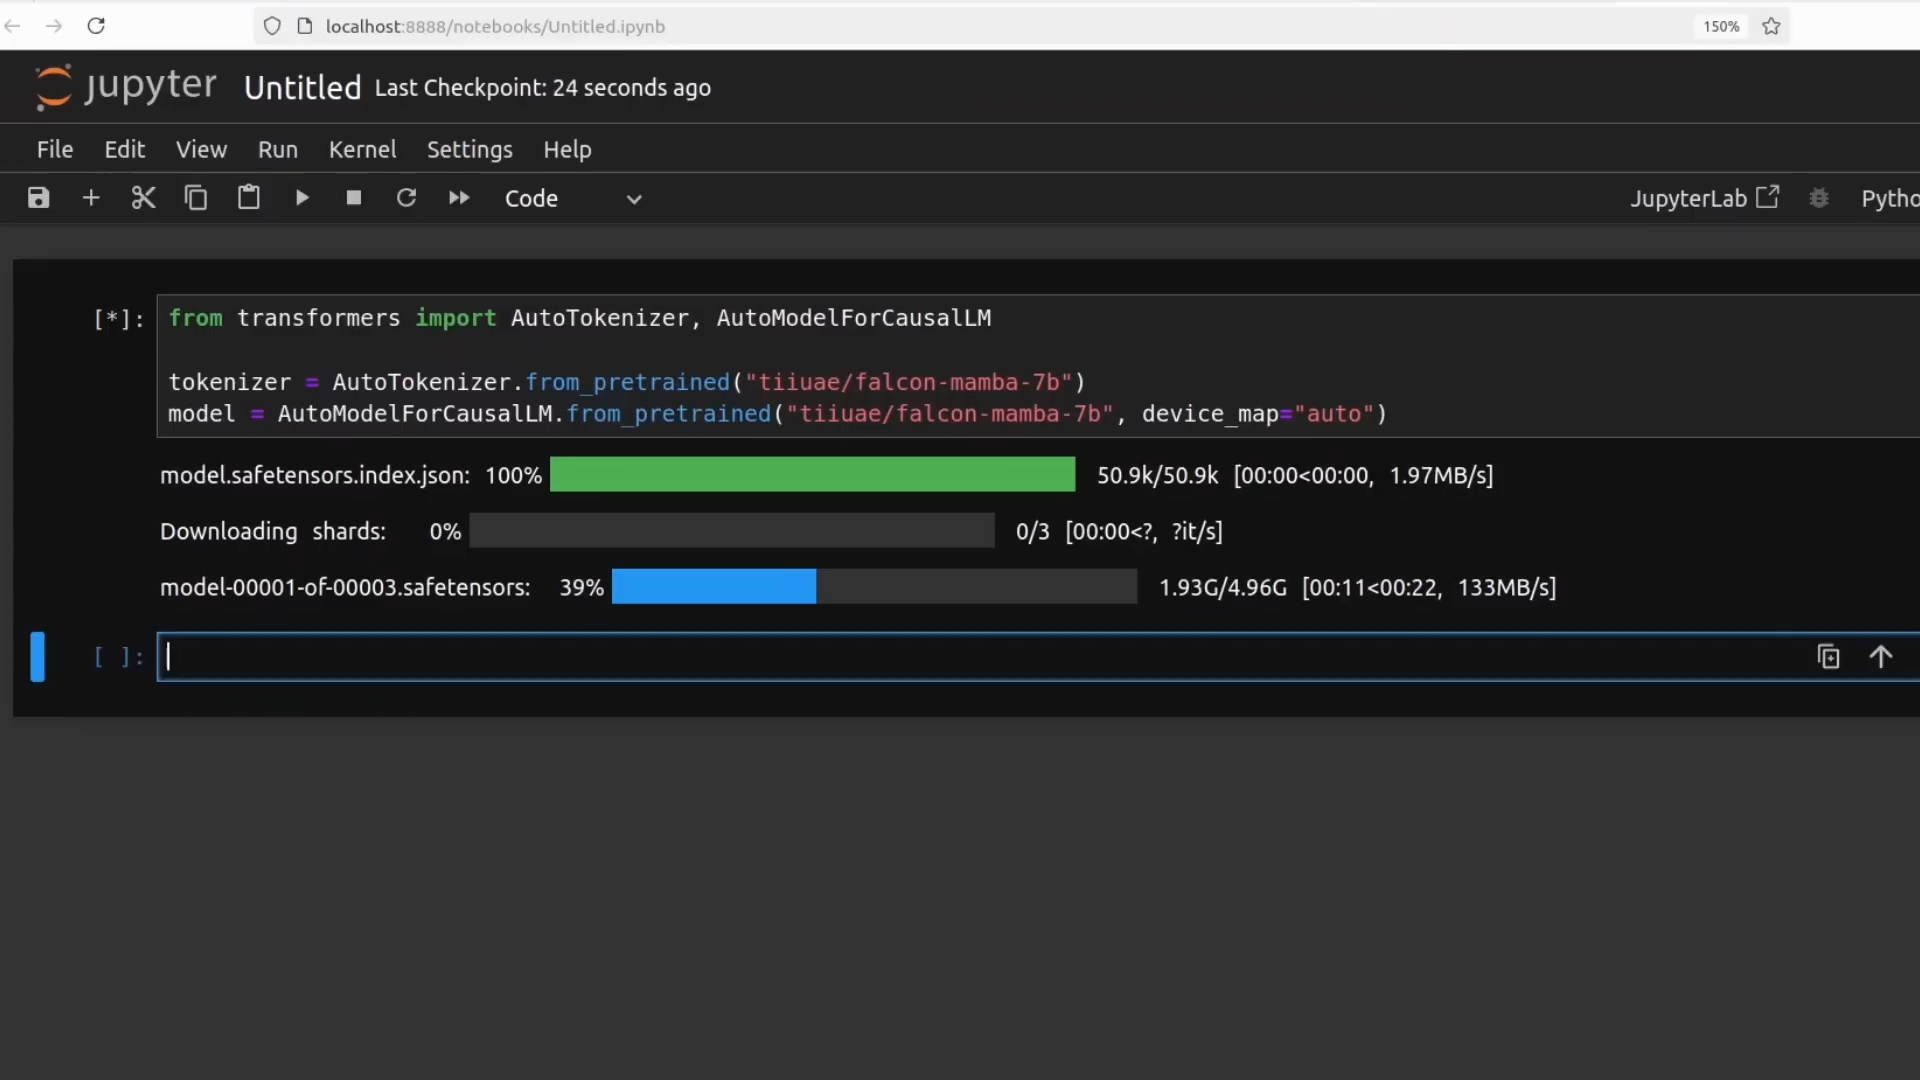 localhost:8888/notebooks/Untitled.ipynb 150%
jupyter Untitled Last Checkpoint: 24 seconds ago
File Edit View Run Kernel Settings Help
Code JupyterLab Pytho
[*]: from transformers import AutoTokenizer, AutoModelForCausalLM
tokenizer = AutoTokenizer.from_pretrained("tiiuae/falcon-mamba-7b")
model = AutoModelForCausalLM.from_pretrained("tiiuae/falcon-mamba-7b", device_map="auto")
model.safetensors.index.json: 100% 50.9k/50.9k [00:00<00:00, 1.97MB/s]
Downloading shards: 0% 0/3 [00:00<?, ?it/s]
model-00001-of-00003.safetensors: 39% 1.93G/4.96G [00:11<00:22, 133MB/s]
[ ]: